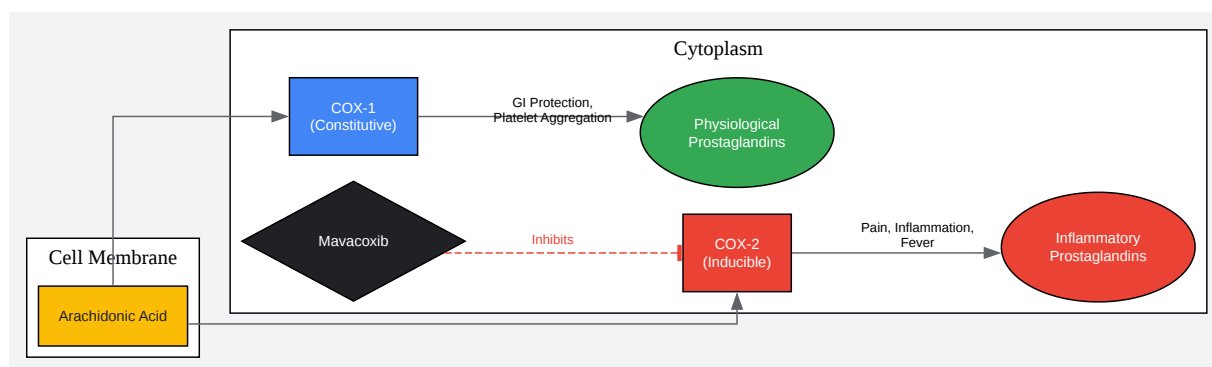 Cytoplasm
COX-1
(Constitutive)
GI Protection,
Platelet Aggregation
Physiological
Prostaglandins
Mavacoxib
Inhibits
COX-2
(Inducible)
Pain, Inflammation,
Fever
Inflammatory
Prostaglandins
Cell Membrane
Arachidonic Acid